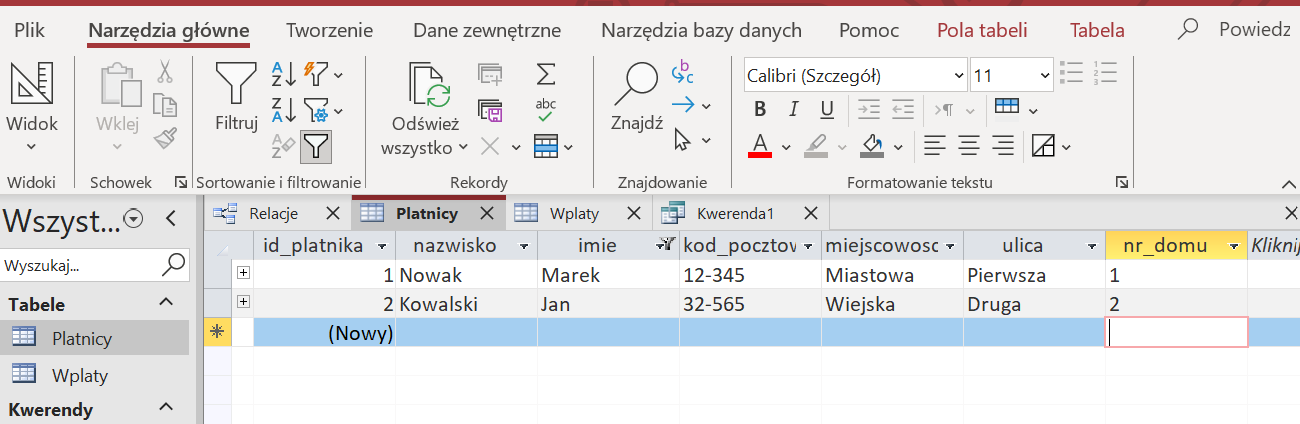 Plik Narzędzia główne Tworzenie Dane zewnętrzne Narzędzia bazy danych Pomoc Pola tabeli Tabela Powiedz
Calibri (Szczegół) 11
Widok Wklej Filtruj Odśwież wszystko abc Znajdź b c
B I U
A
Widoki Schowek Sortowanie i filtrowanie Rekordy Znajdowanie Formatowanie tekstu
Wszyst... Relacje Platnicy Wplaty Kwerenda1
id_platnika nazwisko imie kod_pocztow miejscowosc ulica nr_domu Kliknij
Wyszukaj... 1 Nowak Marek 12-345 Miastowa Pierwsza 1
Tabele 2 Kowalski Jan 32-565 Wiejska Druga 2
Platnicy (Nowy)
Wplaty
Kwerendy